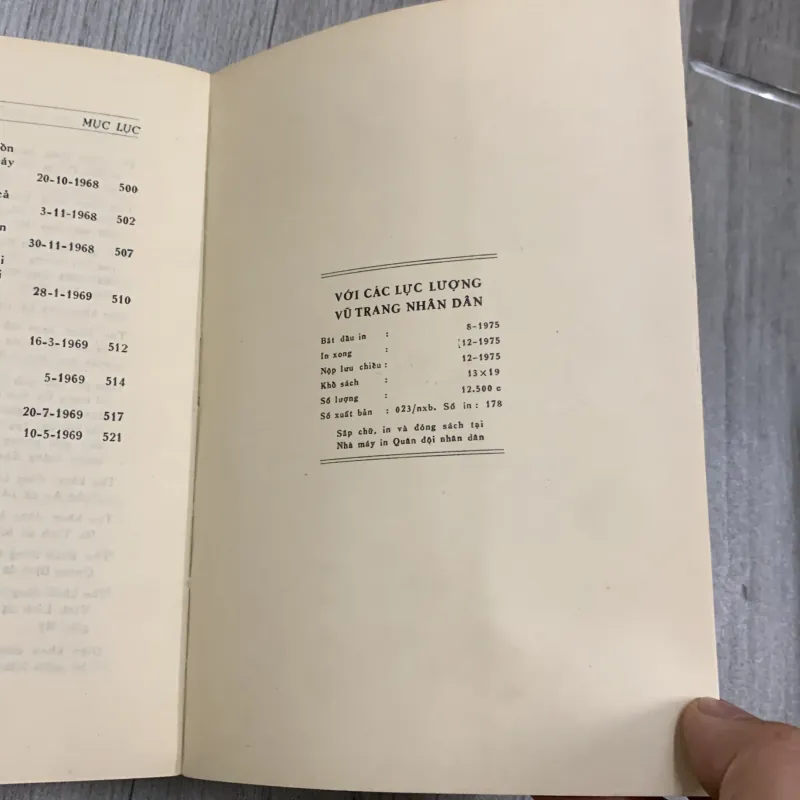 MỤC LỤC
ồn
áy
20-10-1968 500
cả
3-11-1968 502
n
30-11-1968 507
i
i
28-1-1969 510
16-3-1969 512
5-1969 514
20-7-1969 517
10-5-1969 521
VỚI CÁC LỰC LƯỢNG
VŨ TRANG NHÂN DÂN
Bắt đầu in : 8-1975
In xong : 12-1975
Nộp lưu chiều : 12-1975
Khổ sách : 13×19
Số lượng : 12.500 c
Số xuất bản : 023/nxb. Số in : 178
Sắp chữ, in và đóng sách tại
Nhà máy in Quân đội nhân dân